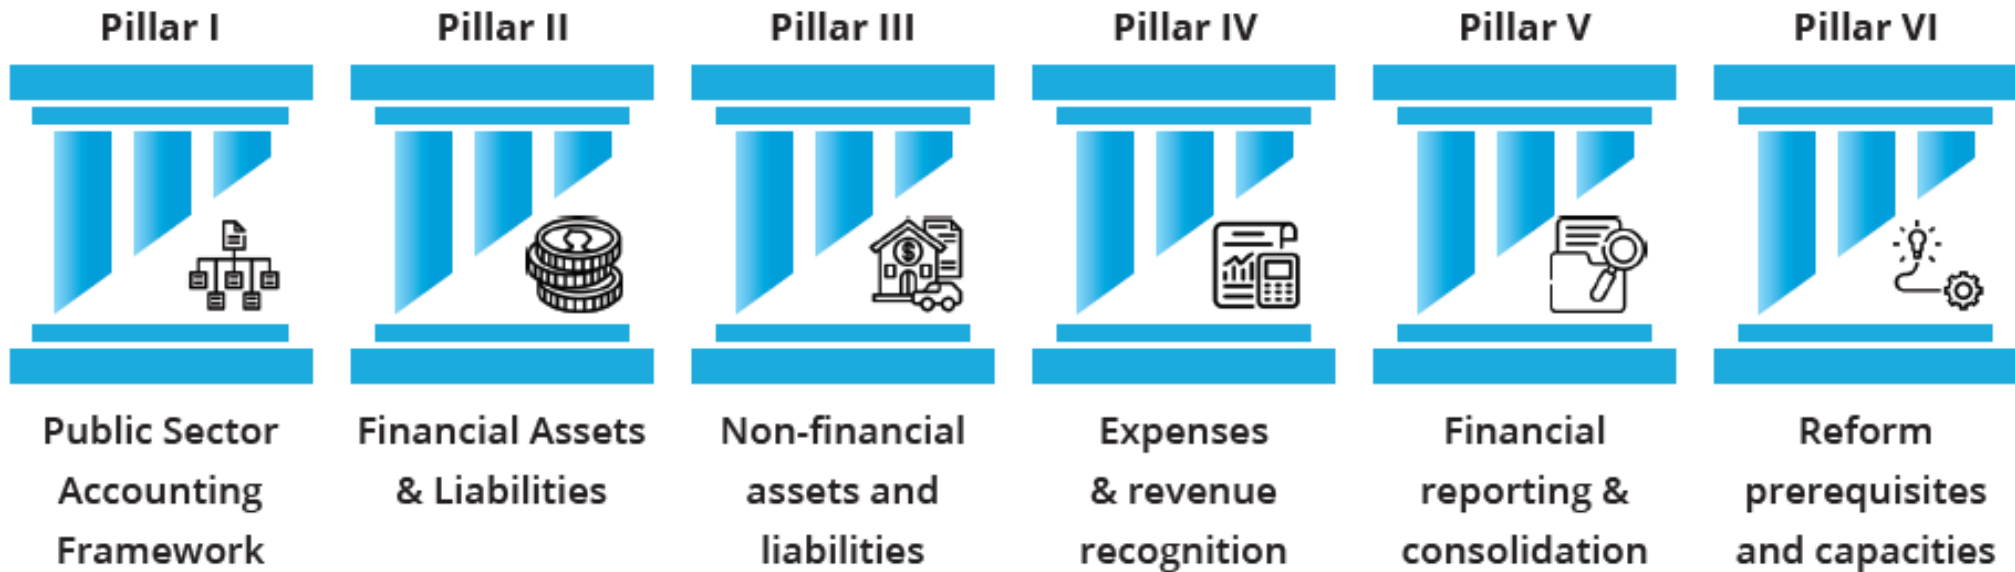 Pillar I
Public Sector
Accounting
Framework
Pillar II
Financial Assets
& Liabilities
Pillar III
Non-financial
assets and
liabilities
Pillar IV
Expenses
& revenue
recognition
Pillar V
Financial
reporting &
consolidation
Pillar VI
Reform
prerequisites
and capacities